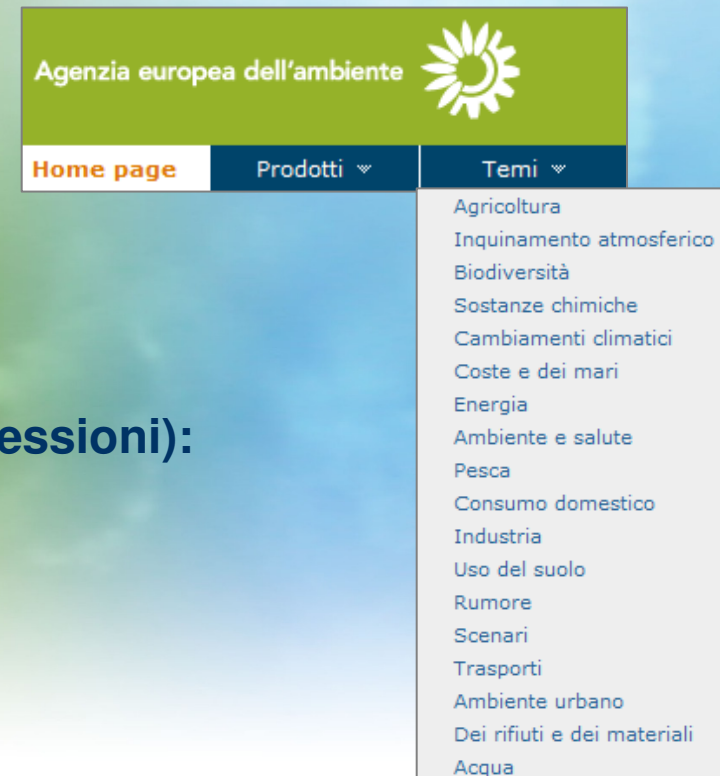 Agenzia europea dell'ambiente
Home page Prodotti Temi
Agricoltura
Inquinamento atmosferico
Biodiversità
Sostanze chimiche
Cambiamenti climatici
Coste e dei mari
Energia
essioni):
Ambiente e salute
Pesca
Consumo domestico
Industria
Uso del suolo
Rumore
Scenari
Trasporti
Ambiente urbano
Dei rifiuti e dei materiali
Acqua